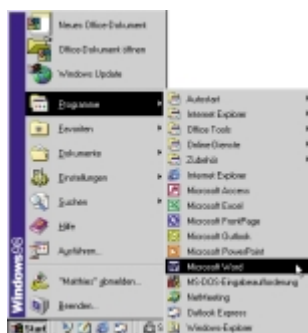 Neues Office-Dokument
Office-Dokument öffnen
Windows Update
Programme
Favoriten
Dokumente
Einstellungen
Suchen
Hilfe
Ausführen...
"Matthies" abmelden...
Beenden...
Windows98
Start
Autostart
Internet Explorer
Office Tools
Online-Dienste
Zubehör
Internet Explorer
Microsoft Access
Microsoft Excel
Microsoft FrontPage
Microsoft Outlook
Microsoft PowerPoint
Microsoft Word
MS-DOS-Eingabeaufforderung
NetMeeting
Outlook Express
Windows-Explorer